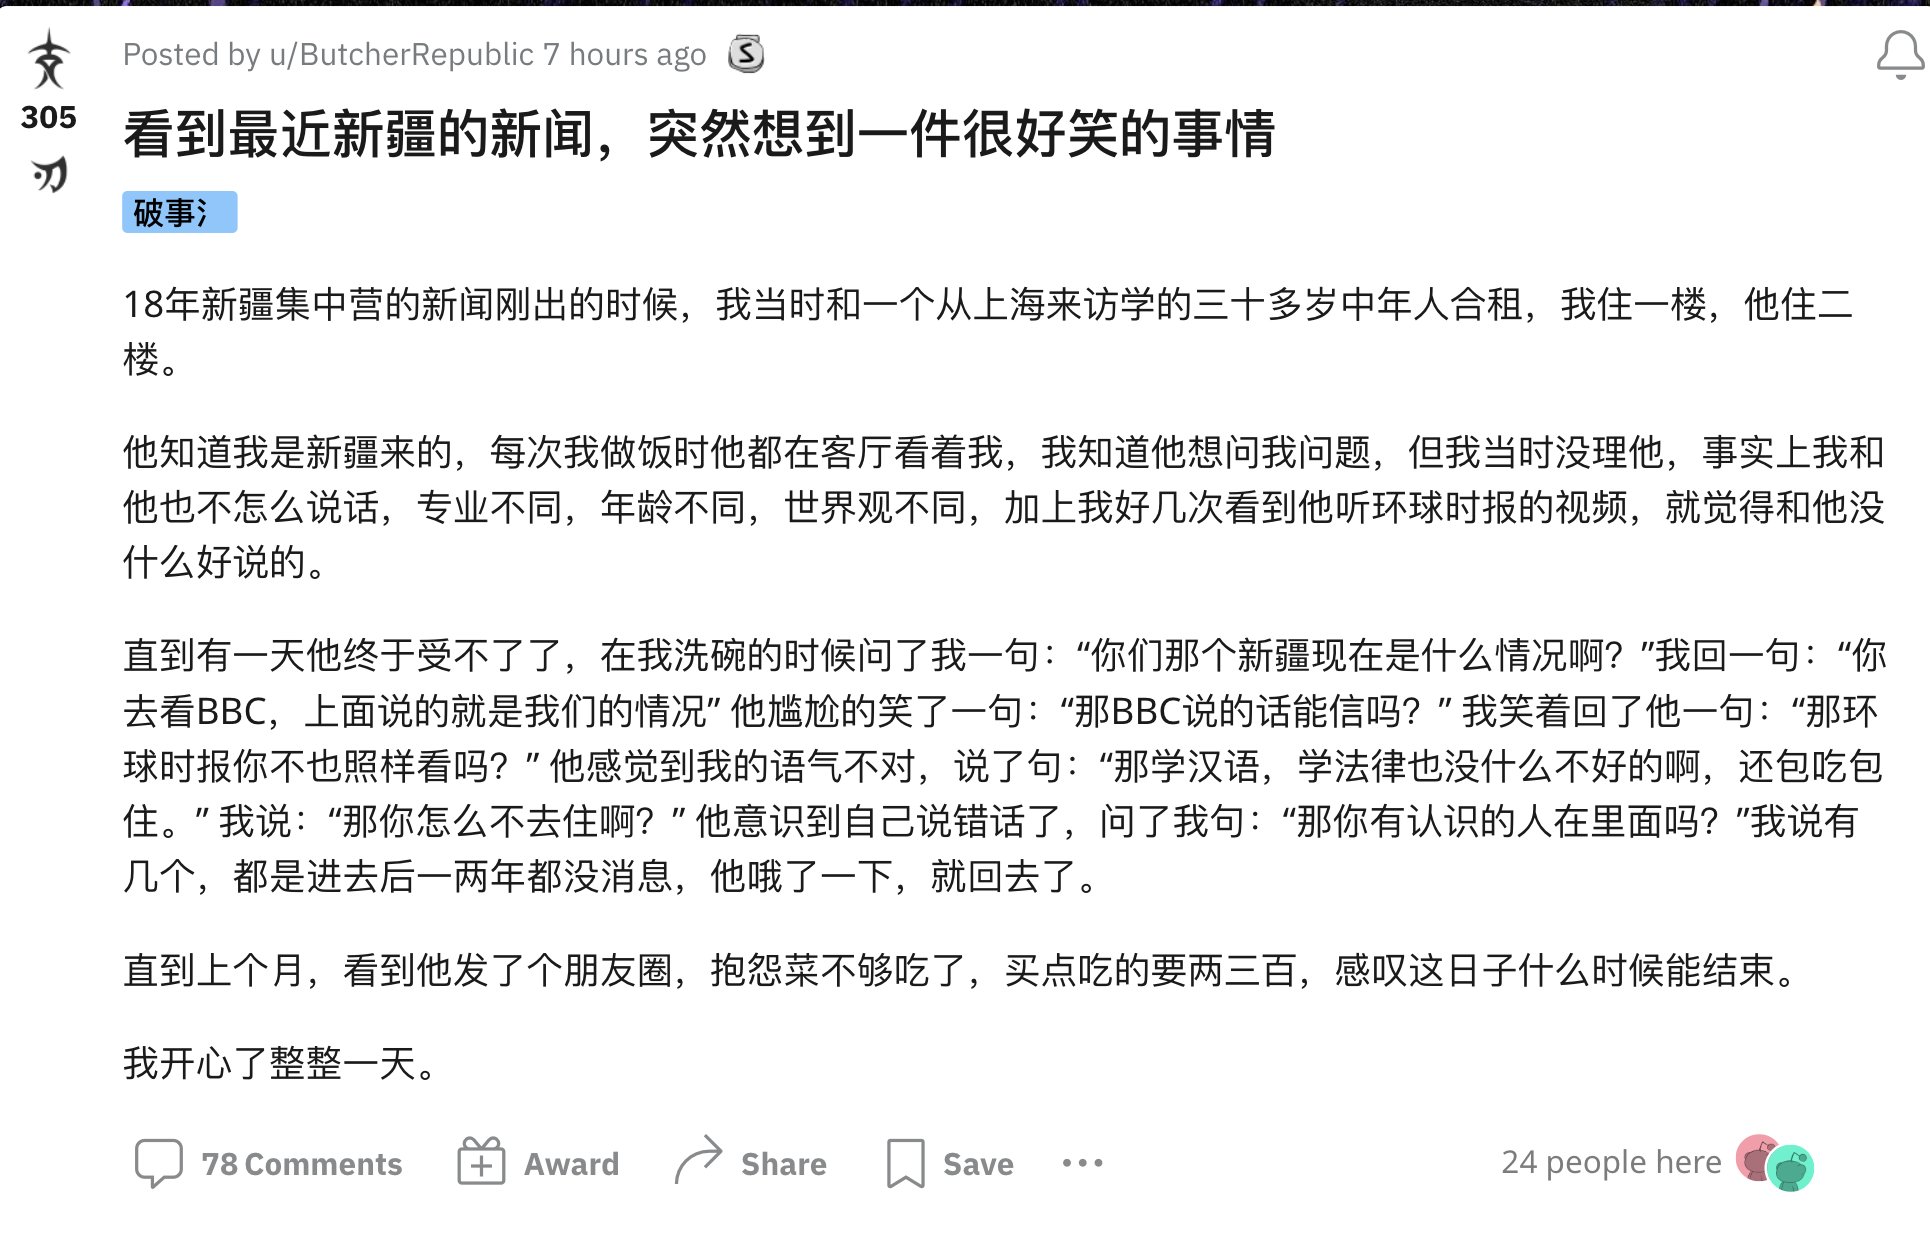 Posted by u/ButcherRepublic 7 hours ago
305
看到最近新疆的新闻，突然想到一件很好笑的事情
破事氵
18年新疆集中营的新闻刚出的时候，我当时和一个从上海来访学的三十多岁中年人合租，我住一楼，他住二
楼。
他知道我是新疆来的，每次我做饭时他都在客厅看着我，我知道他想问我问题，但我当时没理他，事实上我和
他也不怎么说话，专业不同，年龄不同，世界观不同，加上我好几次看到他听环球时报的视频，就觉得和他没
什么好说的。
直到有一天他终于受不了了，在我洗碗的时候问了我一句：“你们那个新疆现在是什么情况啊？”我回一句：“你
去看BBC，上面说的就是我们的情况” 他尴尬的笑了一句：“那BBC说的话能信吗？” 我笑着回了他一句：“那环
球时报你不也照样看吗？” 他感觉到我的语气不对，说了句：“那学汉语，学法律也没什么不好的啊，还包吃包
住。” 我说：“那你怎么不去住啊？” 他意识到自己说错话了，问了我句：“那你有认识的人在里面吗？”我说有
几个，都是进去后一两年都没消息，他哦了一下，就回去了。
直到上个月，看到他发了个朋友圈，抱怨菜不够吃了，买点吃的要两三百，感叹这日子什么时候能结束。
我开心了整整一天。
78 Comments Award Share Save 24 people here